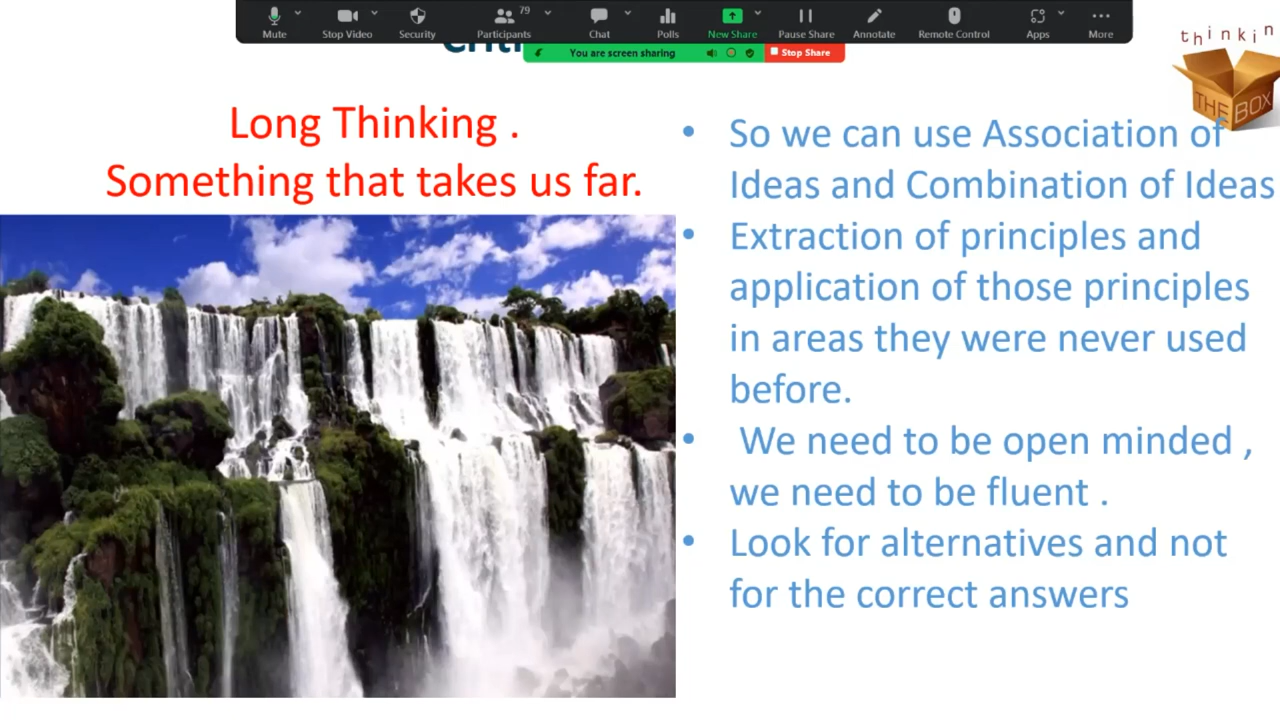 79
Mute
Stop Video
Security
Participants
Chat
Polls
New Share
Pause Share
Annotate
Remote Control
Apps
More
You are screen sharing
Stop Share
thinkin
THE BOX
Long Thinking .
Something that takes us far.
• So we can use Association of
Ideas and Combination of Ideas
• Extraction of principles and
application of those principles
in areas they were never used
before.
• We need to be open minded ,
we need to be fluent .
• Look for alternatives and not
for the correct answers